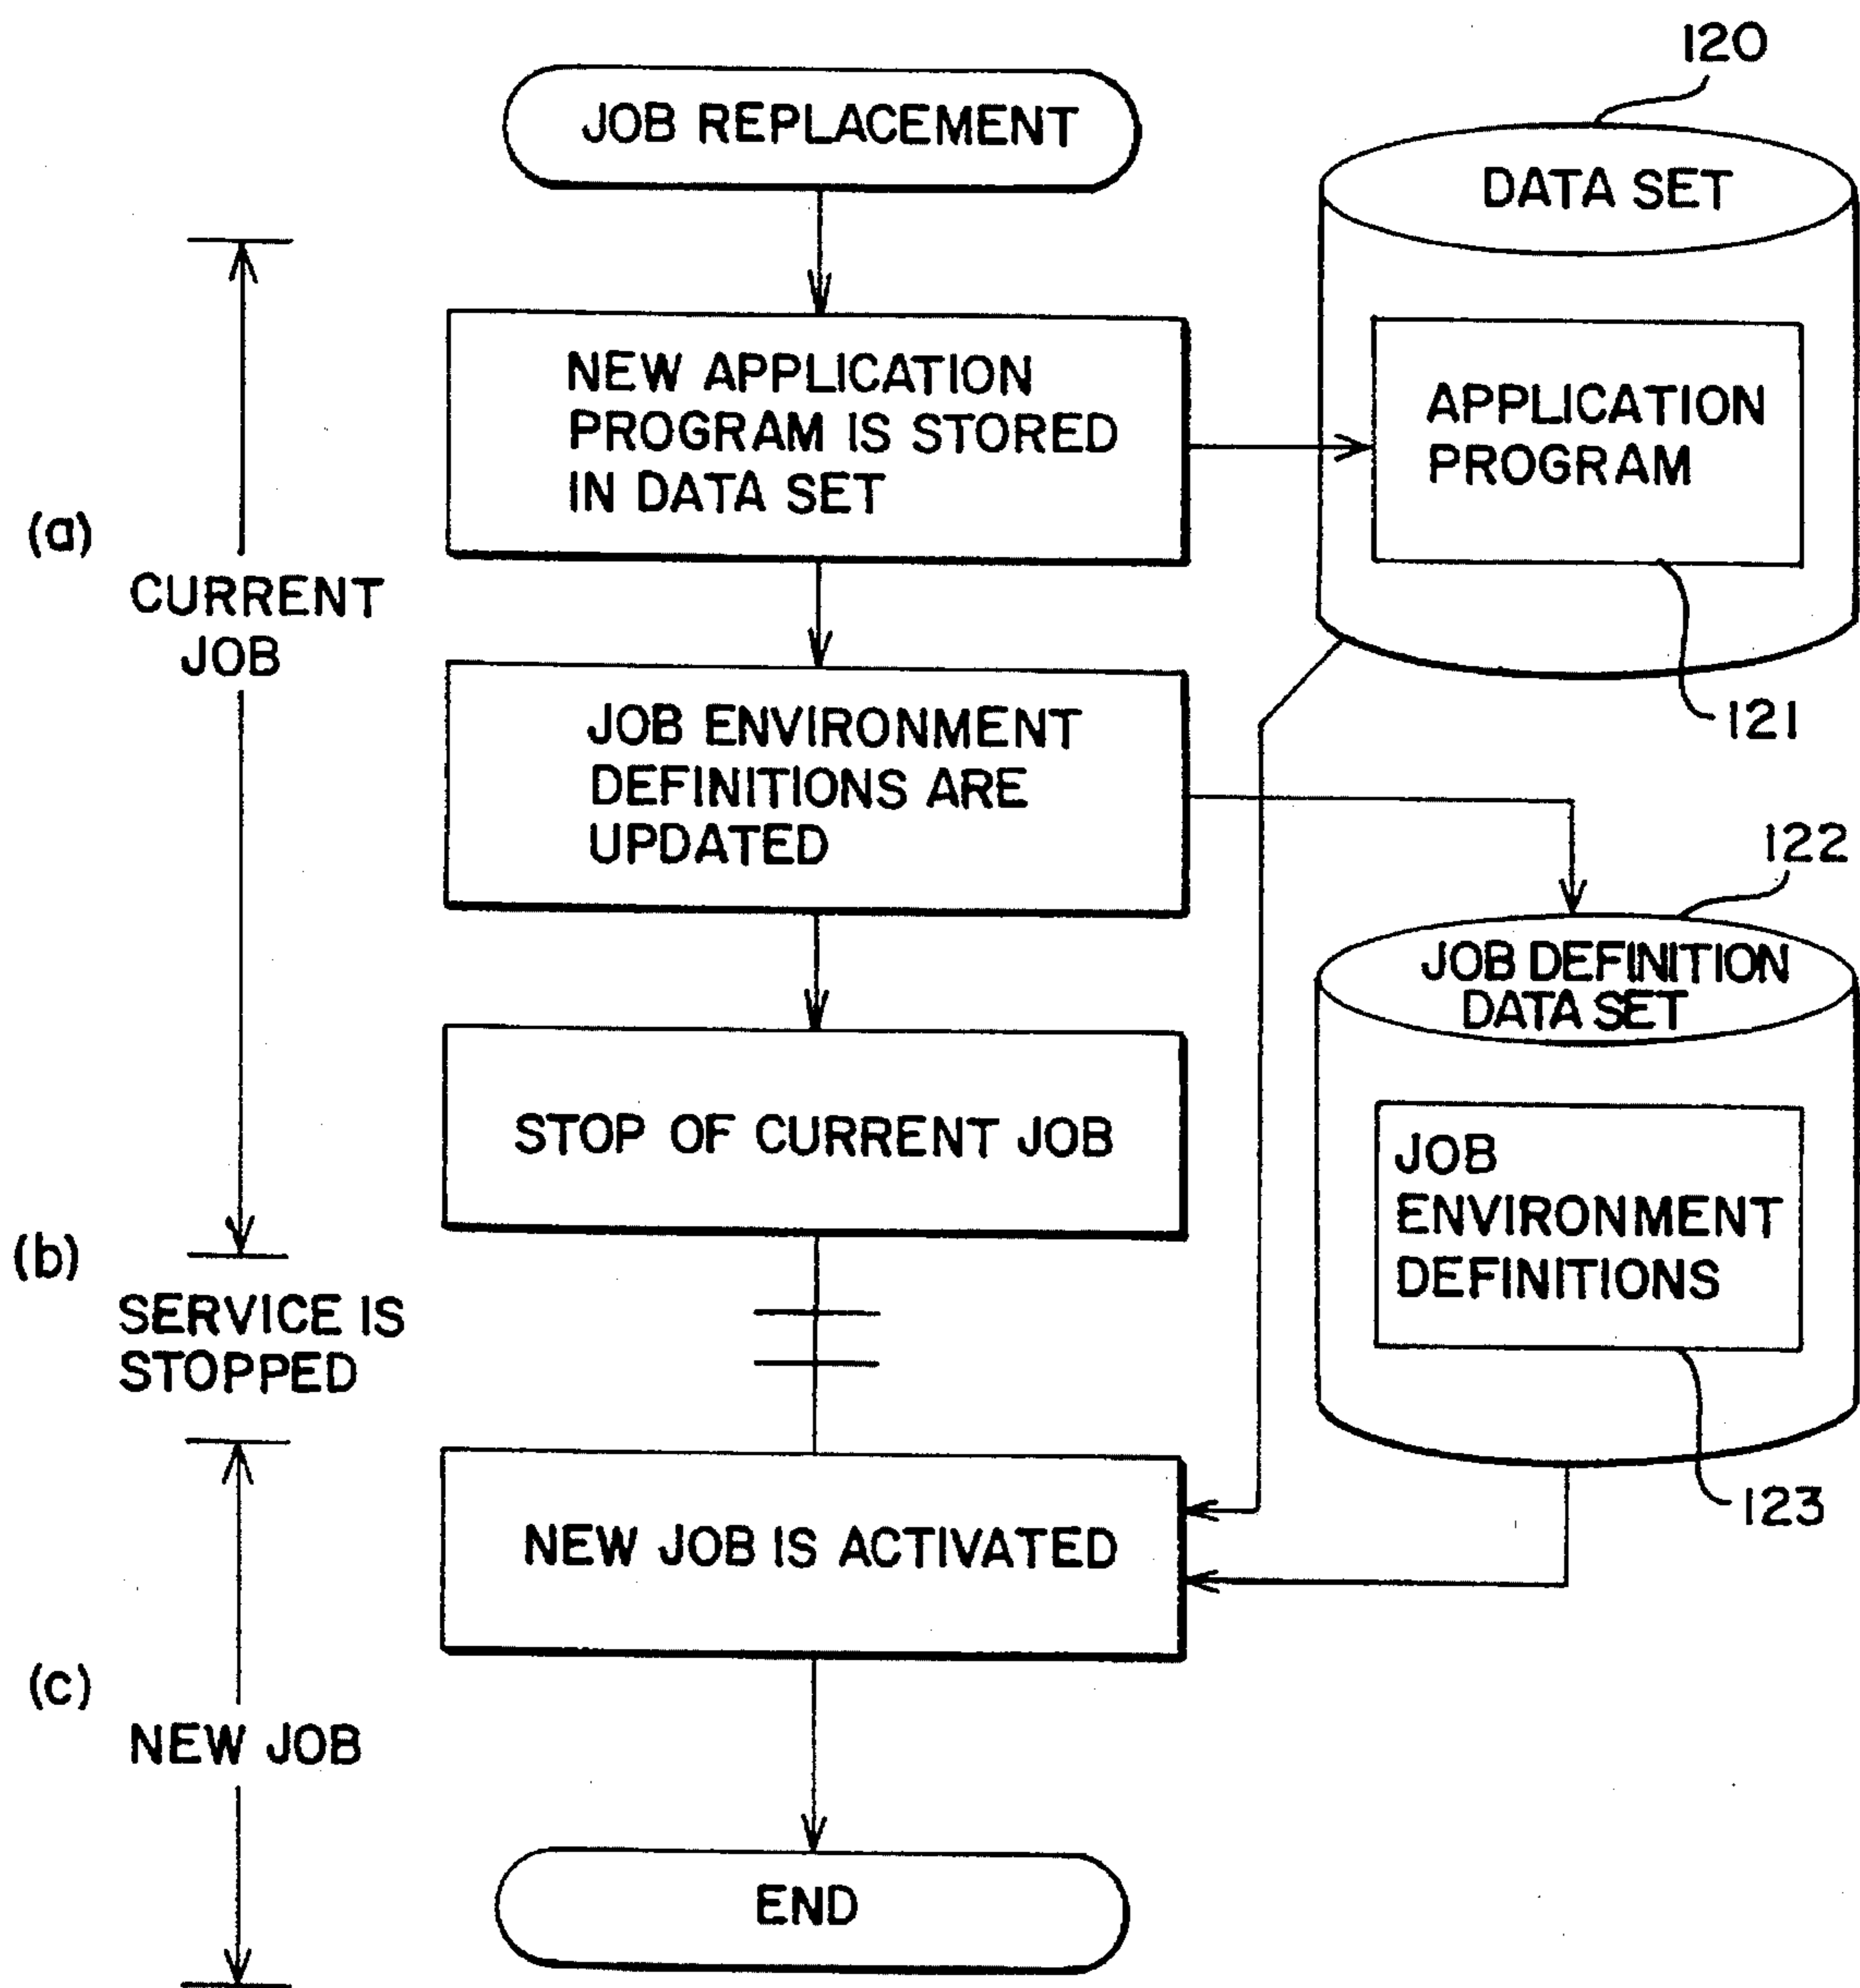 120
JOB REPLACEMENT
DATA SET
NEW APPLICATION
PROGRAM IS STORED
IN DATA SET
APPLICATION
PROGRAM
(a)
CURRENT
JOB
121
JOB ENVIRONMENT
DEFINITIONS ARE
UPDATED
122
JOB DEFINITION
DATA SET
STOP OF CURRENT JOB
JOB
ENVIRONMENT
DEFINITIONS
(b)
SERVICE IS
STOPPED
123
NEW JOB IS ACTIVATED
(c)
NEW JOB
END